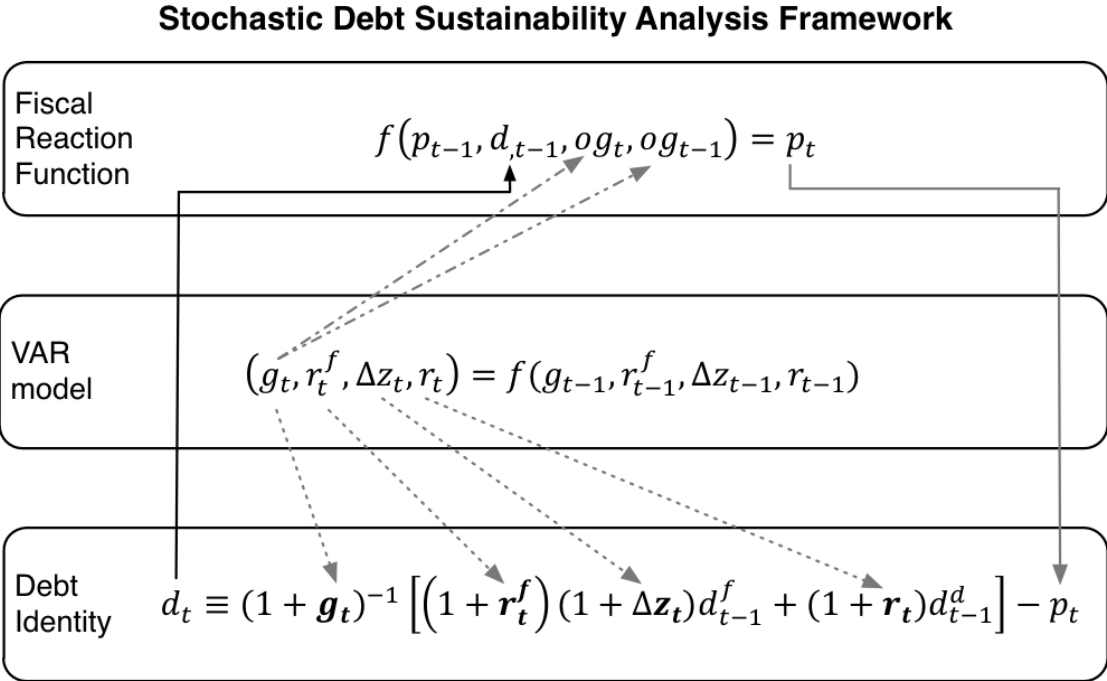 Stochastic Debt Sustainability Analysis Framework
Fiscal
Reaction
Function
f(p_{t−1}, d_{,t−1}, og_t, og_{t−1}) = p_t
VAR
model
(g_t, r_t^f, Δz_t, r_t) = f(g_{t−1}, r_{t−1}^f, Δz_{t−1}, r_{t−1})
Debt
Identity
d_t ≡ (1 + g_t)^{−1} [(1 + r_t^f)(1 + Δz_t)d_{t−1}^f + (1 + r_t)d_{t−1}^d] − p_t